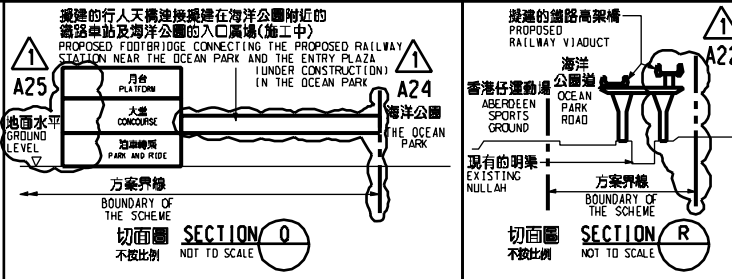 擬建的行人天橋連接擬建在海洋公園附近的
鐵路車站及海洋公園的入口廣場(施工中)
PROPOSED FOOTBRIDGE CONNECTING THE PROPOSED RAILWAY
STATION NEAR THE OCEAN PARK AND THE ENTRY PLAZA
(UNDER CONSTRUCTION)
IN THE OCEAN PARK
1
A25
1
A24
月台
PLATFORM
大堂
CONCOURSE
泊車轉乘
PARK AND RIDE
地面水平
GROUND
LEVEL
海洋公園
THE OCEAN
PARK
方案界線
BOUNDARY OF
THE SCHEME
切面圖
不按比例
SECTION Q
NOT TO SCALE
擬建的鐵路高架橋
PROPOSED
RAILWAY VIADUCT
1
A22
海洋
公園道
OCEAN
PARK
ROAD
香港仔運動場
ABERDEEN
SPORTS
GROUND
現有的明渠
EXISTING
NULLAH
方案界線
BOUNDARY OF
THE SCHEME
切面圖
不按比例
SECTION R
NOT TO SCALE